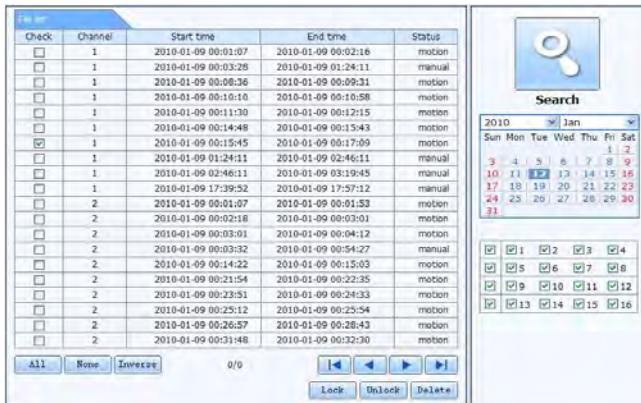 Check Channel Start time End time Status
1 2010-01-09 00:01:07 2010-01-09 00:02:16 motion
1 2010-01-09 00:03:28 2010-01-09 01:24:11 manual
1 2010-01-09 00:08:36 2010-01-09 00:09:31 motion
1 2010-01-09 00:10:10 2010-01-09 00:10:58 motion
1 2010-01-09 00:11:30 2010-01-09 00:12:15 motion
1 2010-01-09 00:14:48 2010-01-09 00:15:43 motion
1 2010-01-09 00:15:45 2010-01-09 00:17:09 motion
1 2010-01-09 01:24:11 2010-01-09 02:46:11 manual
1 2010-01-09 02:46:11 2010-01-09 03:19:45 manual
1 2010-01-09 17:39:52 2010-01-09 17:57:12 manual
2 2010-01-09 00:01:07 2010-01-09 00:01:53 motion
2 2010-01-09 00:02:18 2010-01-09 00:03:01 motion
2 2010-01-09 00:03:01 2010-01-09 00:04:12 motion
2 2010-01-09 00:03:32 2010-01-09 00:54:27 manual
2 2010-01-09 00:14:22 2010-01-09 00:15:03 motion
2 2010-01-09 00:21:54 2010-01-09 00:22:35 motion
2 2010-01-09 00:23:51 2010-01-09 00:24:33 motion
2 2010-01-09 00:25:12 2010-01-09 00:25:54 motion
2 2010-01-09 00:26:57 2010-01-09 00:28:43 motion
2 2010-01-09 00:31:48 2010-01-09 00:32:30 motion
All None Inverse 0/0
Lock Unlock Delete
Search
2010 Jan
Sun Mon Tue Wed Thu Fri Sat
1 2
3 4 5 6 7 8 9
10 11 12 13 14 15 16
17 18 19 20 21 22 23
24 25 26 27 28 29 30
31
1 2 3 4
5 6 7 8
9 10 11 12
13 14 15 16